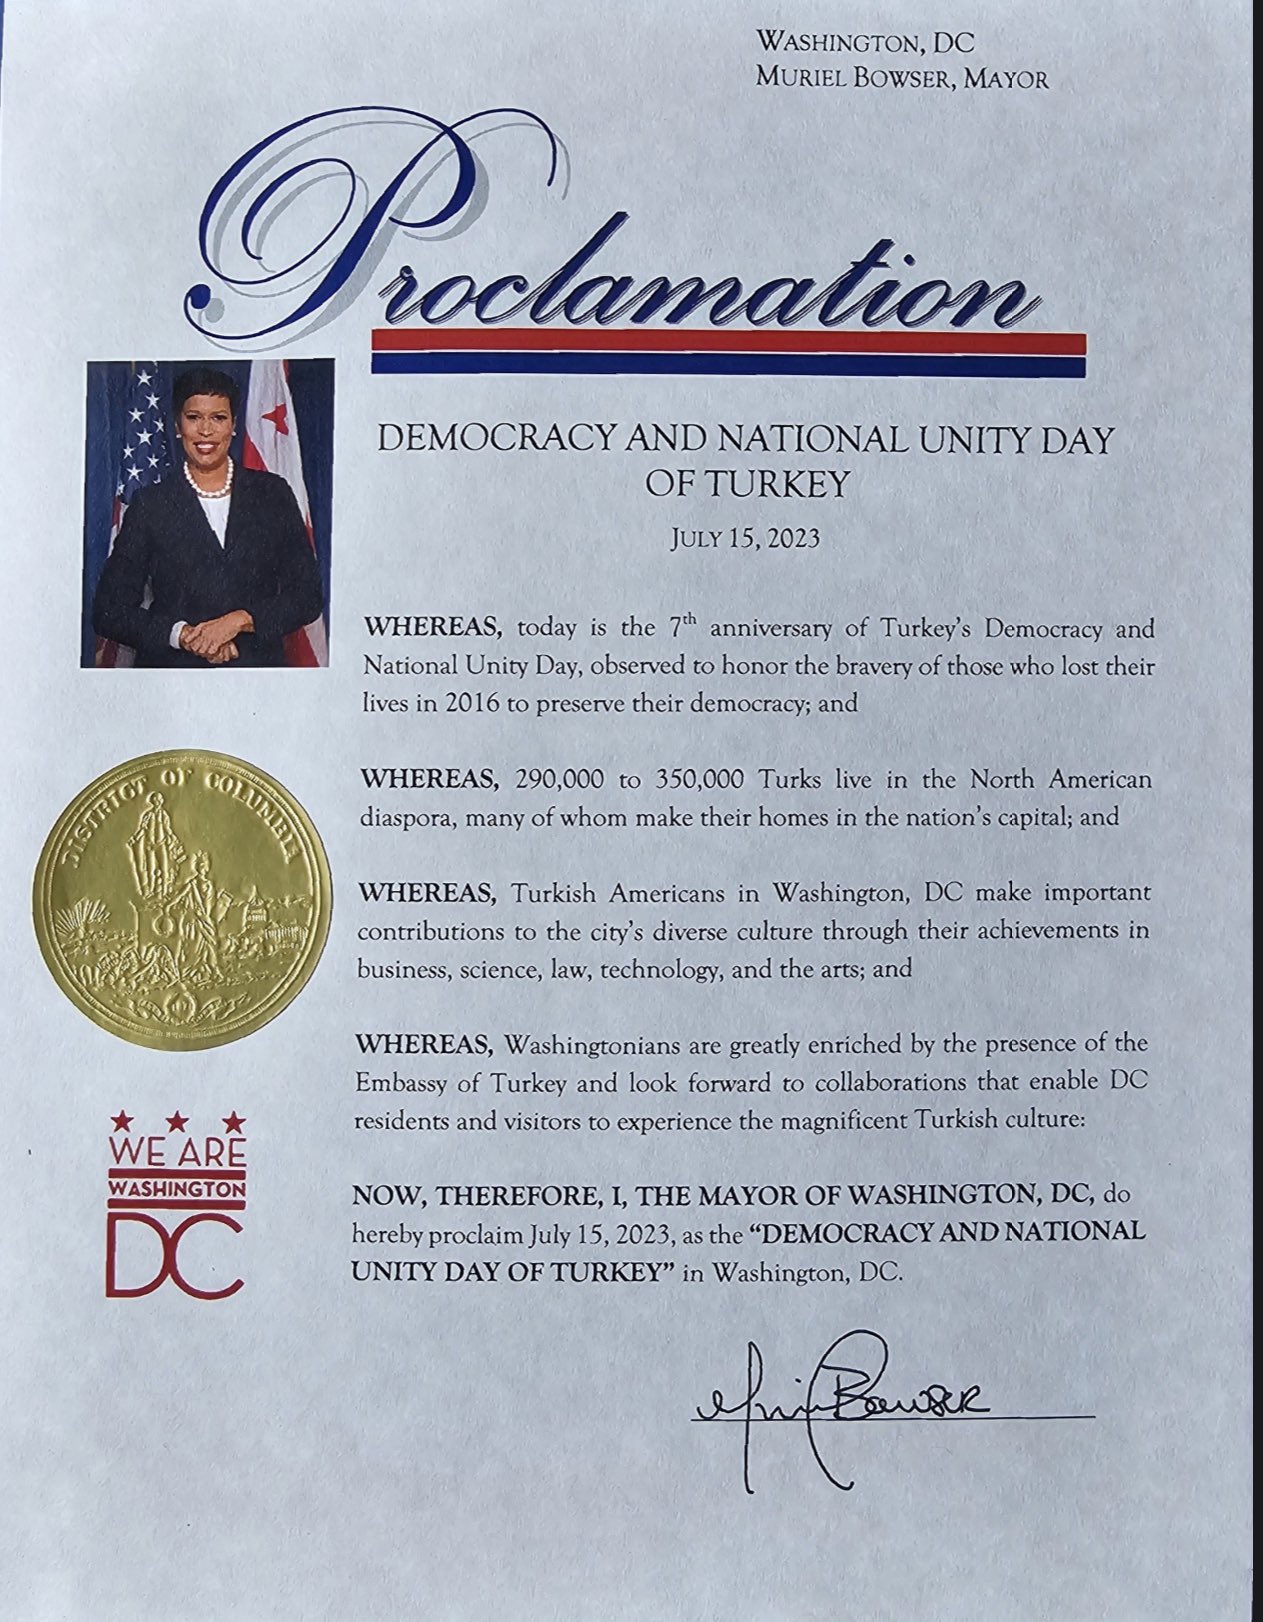 WASHINGTON, DC
MURIEL BOWSER, MAYOR
Proclamation
DEMOCRACY AND NATIONAL UNITY DAY
OF TURKEY
JULY 15, 2023
WHEREAS, today is the 7th anniversary of Turkey's Democracy and
National Unity Day, observed to honor the bravery of those who lost their
lives in 2016 to preserve their democracy; and
WHEREAS, 290,000 to 350,000 Turks live in the North American
diaspora, many of whom make their homes in the nation's capital; and
WHEREAS, Turkish Americans in Washington, DC make important
contributions to the city's diverse culture through their achievements in
business, science, law, technology, and the arts; and
WHEREAS, Washingtonians are greatly enriched by the presence of the
Embassy of Turkey and look forward to collaborations that enable DC
residents and visitors to experience the magnificent Turkish culture:
NOW, THEREFORE, I, THE MAYOR OF WASHINGTON, DC, do
hereby proclaim July 15, 2023, as the "DEMOCRACY AND NATIONAL
UNITY DAY OF TURKEY" in Washington, DC.
DISTRICT OF COLUMBIA
WE ARE
WASHINGTON
DC
Muriel Bowser